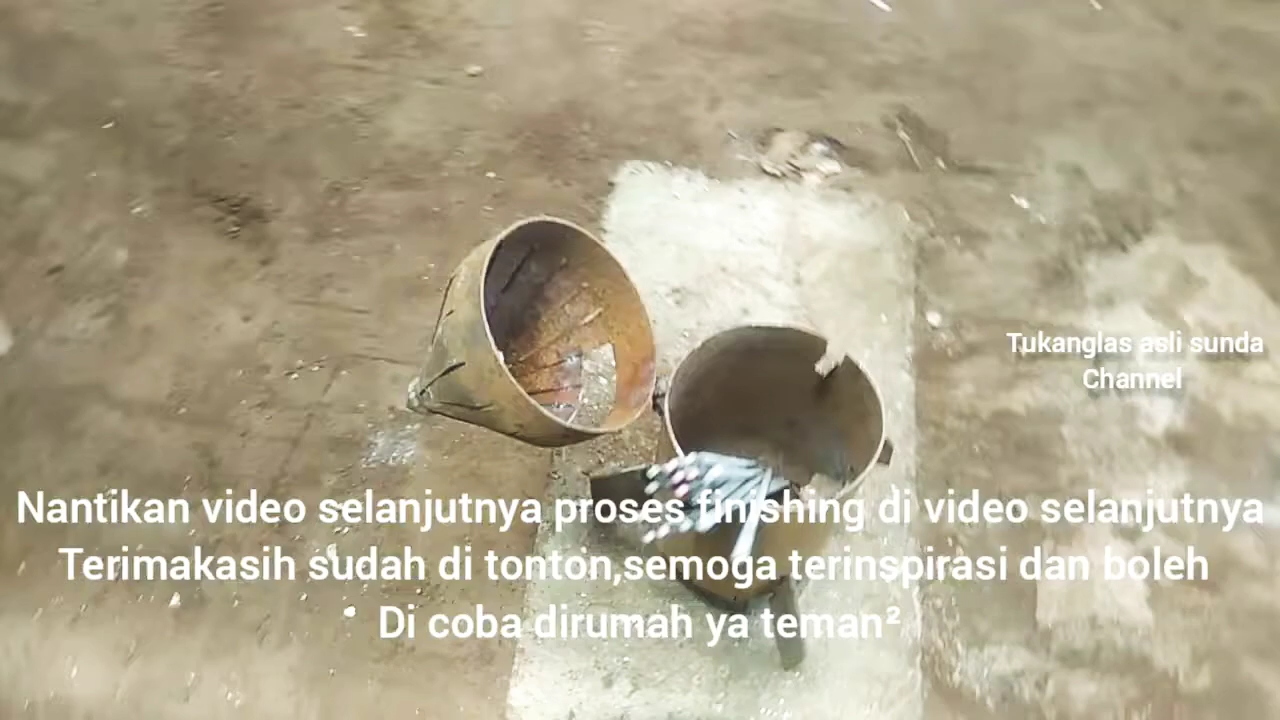 Tukanglas asli sunda
Channel
Nantikan video selanjutnya proses finishing di video selanjutnya
Terimakasih sudah di tonton,semoga terinspirasi dan boleh
Di coba dirumah ya teman²